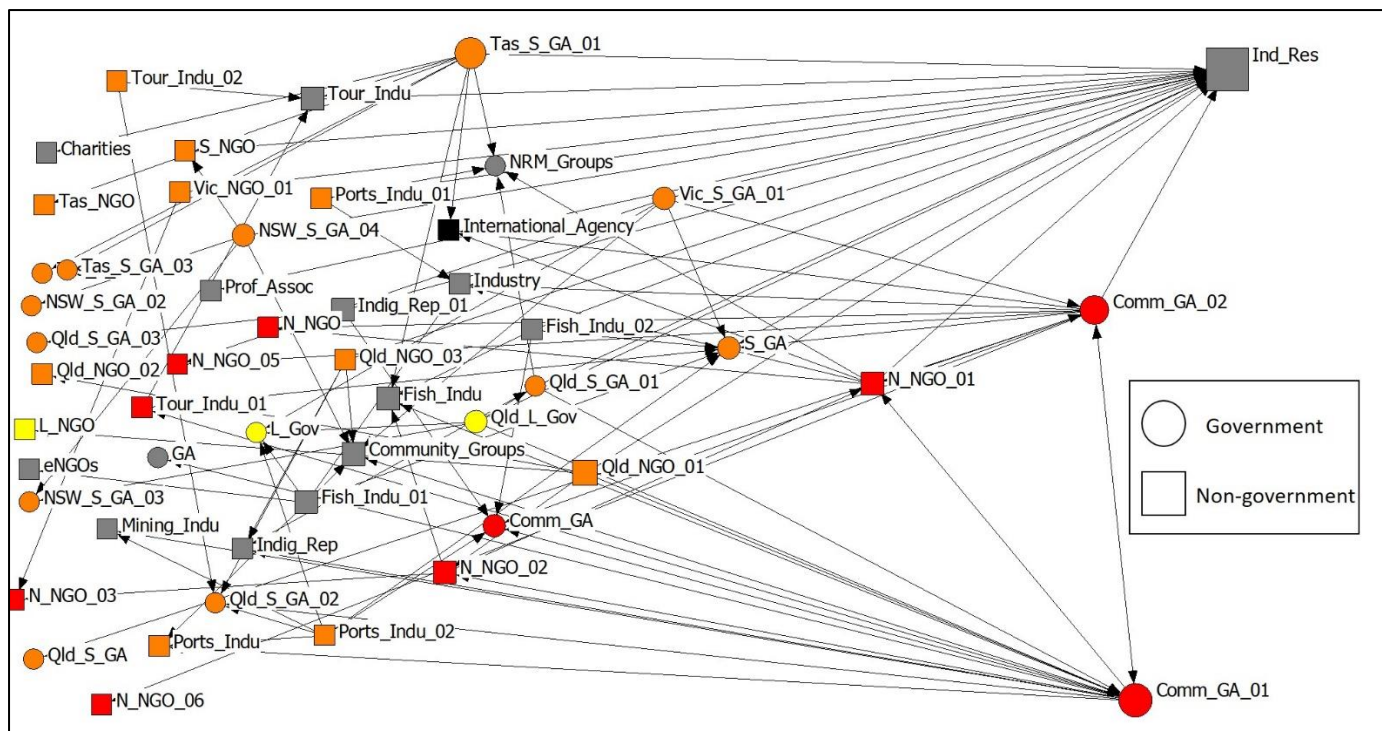 Tas_S_GA_01
Ind_Res
Tour_Indu_02
Tour_Indu
Charities
S_NGO
NRM_Groups
Vic_NGO_01
Ports_Indu_01
Vic_S_GA_01
Tas_NGO
International_Agency
NSW_S_GA_04
Tas_S_GA_03
Prof_Assoc
Industry
NSW_S_GA_02
Indig_Rep_01
Comm_GA_02
N_NGO
Fish_Indu_02
Qld_S_GA_03
S_GA
N_NGO_05
Qld_NGO_03
Qld_NGO_02
Qld_S_GA_01
N_NGO_01
Fish_Indu
Tour_Indu_01
Qld_L_Gov
L_NGO
L_Gov
Government
Community_Groups
GA
eNGOs
Qld_NGO_01
NSW_S_GA_03
Fish_Indu_01
Non-government
Mining_Indu
Comm_GA
Indig_Rep
N_NGO_02
N_NGO_03
Qld_S_GA_02
Ports_Indu
Ports_Indu_02
Qld_S_GA
Comm_GA_01
N_NGO_06